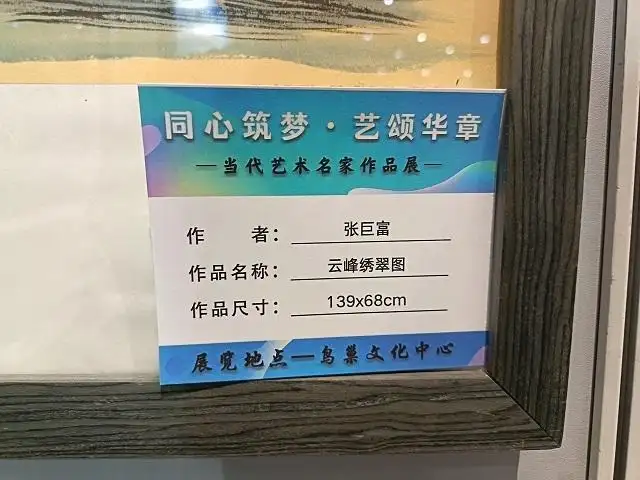 同心筑梦·艺颂华章
—当代艺术名家作品展—
作 者：张巨富
作品名称：云峰绣翠图
作品尺寸：139x68cm
展览地点—鸟巢文化中心